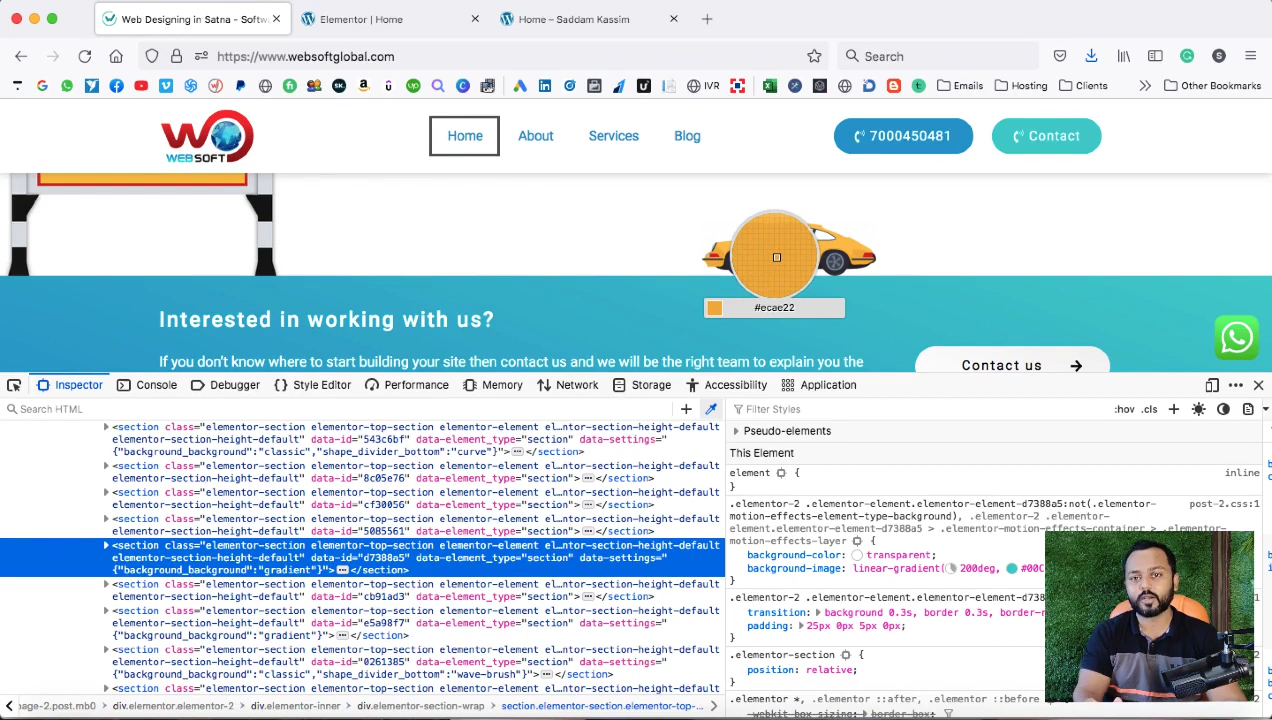 Web Designing in Satna - Softw
Elementor | Home
Home – Saddam Kassim
https://www.websoftglobal.com
Search
IVR
Emails
Hosting
Clients
Other Bookmarks
WEBSOFT
Home
About
Services
Blog
7000450481
Contact
#ecae22
Interested in working with us?
If you don't know where to start building your site then contact us and we will be the right team to explain you the
Contact us
Inspector
Console
Debugger
Style Editor
Performance
Memory
Network
Storage
Accessibility
Application
Search HTML
Filter Styles
:hov .cls
<section class="elementor-section elementor-top-section elementor-element el…ntor-section-height-default
elementor-section-height-default" data-id="543c6bf" data-element_type="section" data-settings="
{"background_background":"classic","shape_divider_bottom":"curve"}"> </section>
<section class="elementor-section elementor-top-section elementor-element el…ntor-section-height-default
elementor-section-height-default" data-id="8c05e76" data-element_type="section"> </section>
<section class="elementor-section elementor-top-section elementor-element el…ntor-section-height-default
elementor-section-height-default" data-id="cf30056" data-element_type="section"> </section>
<section class="elementor-section elementor-top-section elementor-element el…ntor-section-height-default
elementor-section-height-default" data-id="5085561" data-element_type="section"> </section>
<section class="elementor-section elementor-top-section elementor-element el…ntor-section-height-default
elementor-section-height-default" data-id="d7388a5" data-element_type="section" data-settings="
{"background_background":"gradient"}"> </section>
<section class="elementor-section elementor-top-section elementor-element el…ntor-section-height-default
elementor-section-height-default" data-id="cb91ad3" data-element_type="section"> </section>
<section class="elementor-section elementor-top-section elementor-element el…ntor-section-height-default
elementor-section-height-default" data-id="e5a98f7" data-element_type="section" data-settings="
{"background_background":"gradient"}"> </section>
<section class="elementor-section elementor-top-section elementor-element el…ntor-section-height-default
elementor-section-height-default" data-id="0261385" data-element_type="section" data-settings="
{"background_background":"classic","shape_divider_bottom":"wave-brush"}"> </section>
<section class="elementor-section elementor-top-section elementor-element el…ntor-section-height-default
div.elementor.elementor-2
div.elementor-inner
div.elementor-section-wrap
section.elementor-section.elementor-top-
Pseudo-elements
This Element
element {
inline
}
.elementor-2 .elementor-element.elementor-element-d7388a5:not(.elementor-
post-2.css:1
motion-effects-element-type-background), .elementor-2 .elementor-
element.elementor-element-d7388a5 > .elementor-motion-effects-container > .elementor-
motion-effects-layer {
background-color: transparent;
background-image: linear-gradient( 200deg, #00C
}
.elementor-2 .elementor-element.elementor-element-d7388a5 {
transition: background 0.3s, border 0.3s, border-r
padding: 25px 0px 5px 0px;
}
.elementor-section {
position: relative;
}
.elementor *, .elementor ::after, .elementor ::before
-webkit-box-sizing: border-box;